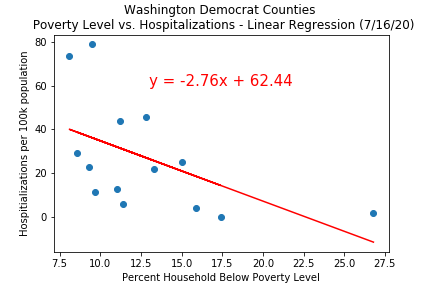 Washington Democrat Counties
Poverty Level vs. Hospitalizations - Linear Regression (7/16/20)
80
60
40
20
0
Hospitializations per 100k population
y = -2.76x + 62.44
7.5 10.0 12.5 15.0 17.5 20.0 22.5 25.0 27.5
Percent Household Below Poverty Level